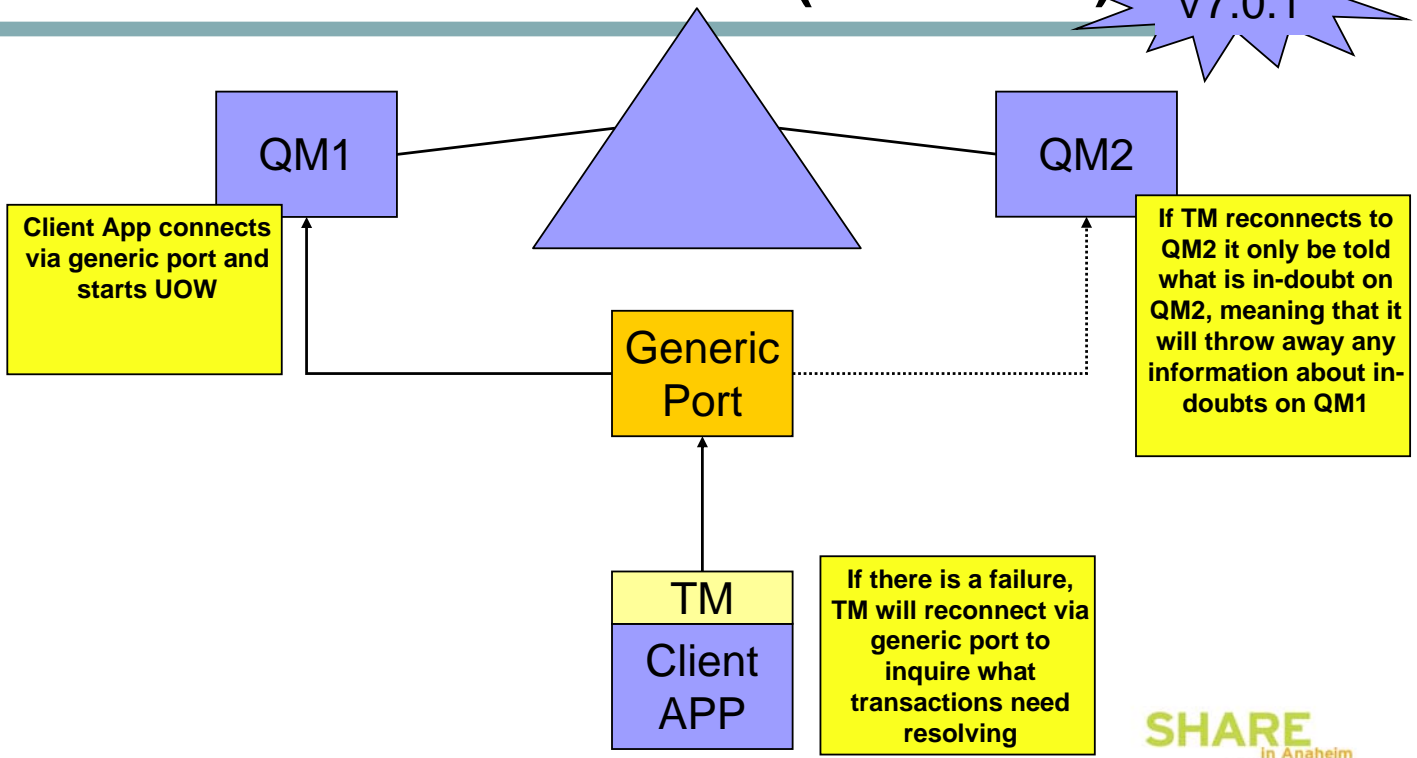 v7.0.1
QM1
QM2
Client App connects
via generic port and
starts UOW
If TM reconnects to
QM2 it only be told
what is in-doubt on
QM2, meaning that it
will throw away any
information about in-
doubts on QM1
Generic
Port
TM
Client
APP
If there is a failure,
TM will reconnect via
generic port to
inquire what
transactions need
resolving
SHARE
in Anaheim